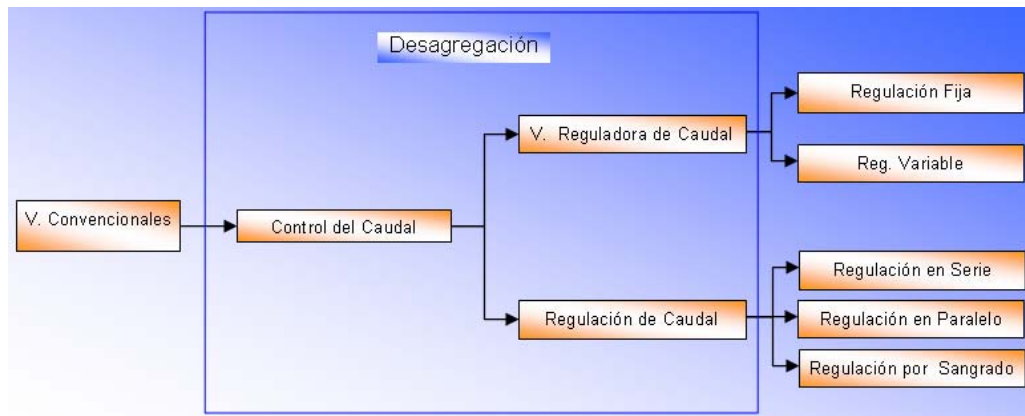 Desagregación
V. Convencionales
Control del Caudal
V. Reguladora de Caudal
Regulación de Caudal
Regulación Fija
Reg. Variable
Regulación en Serie
Regulación en Paralelo
Regulación por Sangrado